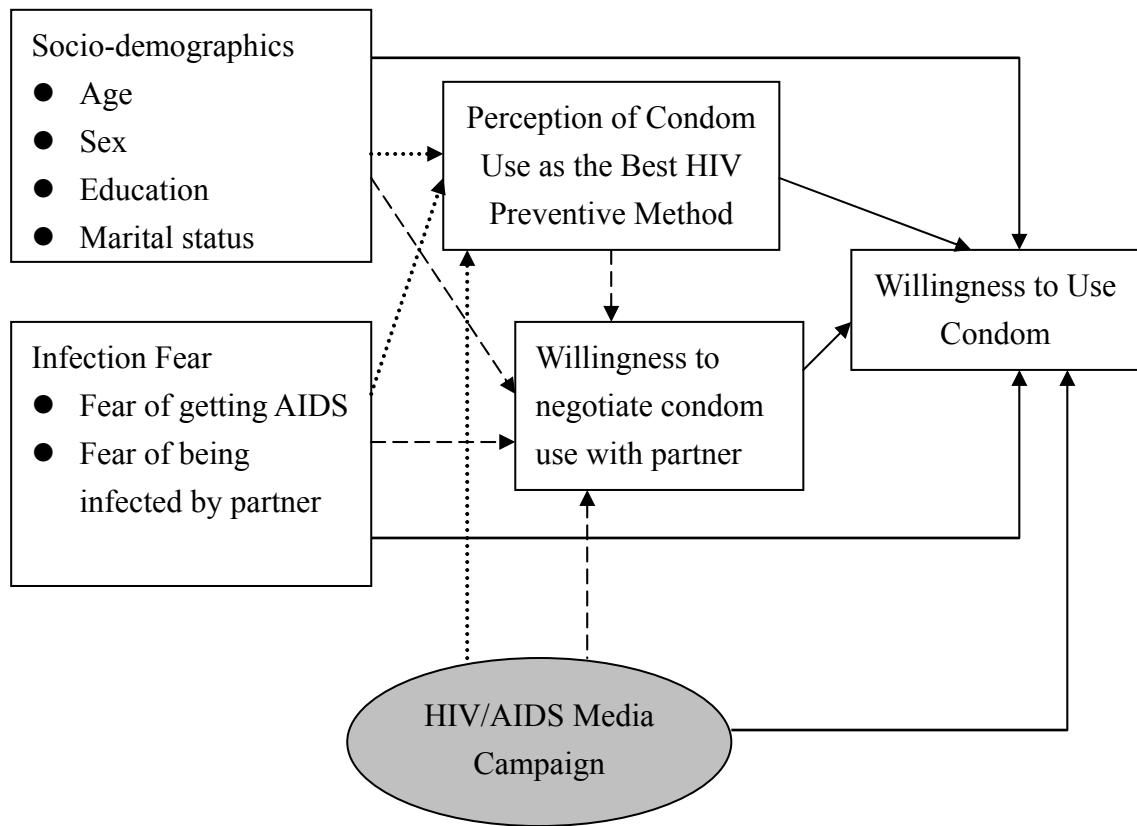 Socio-demographics
● Age
● Sex
● Education
● Marital status
Perception of Condom
Use as the Best HIV
Preventive Method
Willingness to Use
Condom
Infection Fear
● Fear of getting AIDS
● Fear of being
infected by partner
Willingness to
negotiate condom
use with partner
HIV/AIDS Media
Campaign